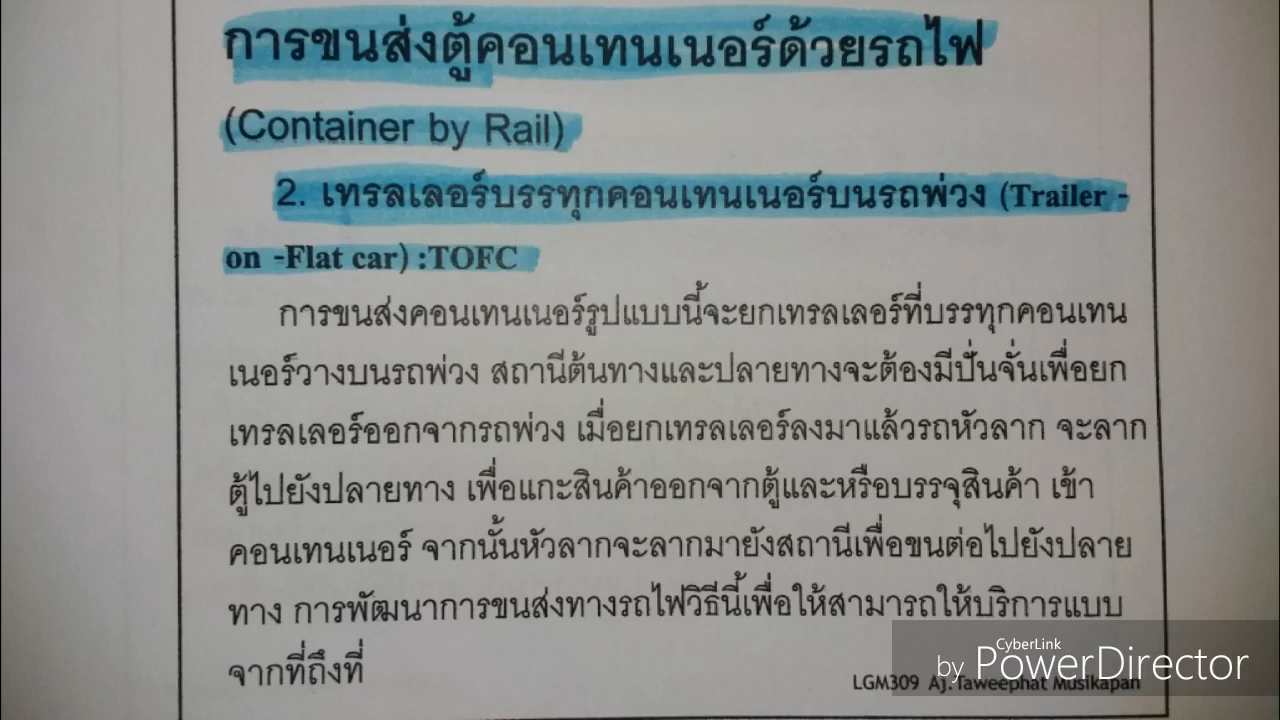 การขนส่งตู้คอนเทนเนอร์ด้วยรถไฟ
(Container by Rail)
2. เทรลเลอร์บรรทุกคอนเทนเนอร์บนรถพ่วง (Trailer -
on -Flat car) :TOFC
การขนส่งคอนเทนเนอร์รูปแบบนี้จะยกเทรลเลอร์ที่บรรทุกคอนเทน
เนอร์วางบนรถพ่วง สถานีต้นทางและปลายทางจะต้องมีปั่นจั่นเพื่อยก
เทรลเลอร์ออกจากรถพ่วง เมื่อยกเทรลเลอร์ลงมาแล้วรถหัวลาก จะลาก
ตู้ไปยังปลายทาง เพื่อแกะสินค้าออกจากตู้และหรือบรรจุสินค้า เข้า
คอนเทนเนอร์ จากนั้นหัวลากจะลากมายังสถานีเพื่อขนต่อไปยังปลาย
ทาง การพัฒนาการขนส่งทางรถไฟวิธีนี้เพื่อให้สามารถให้บริการแบบ
จากที่ถึงที่
CyberLink
by PowerDirector
LGM309 Aj.Taweephat Musikapan